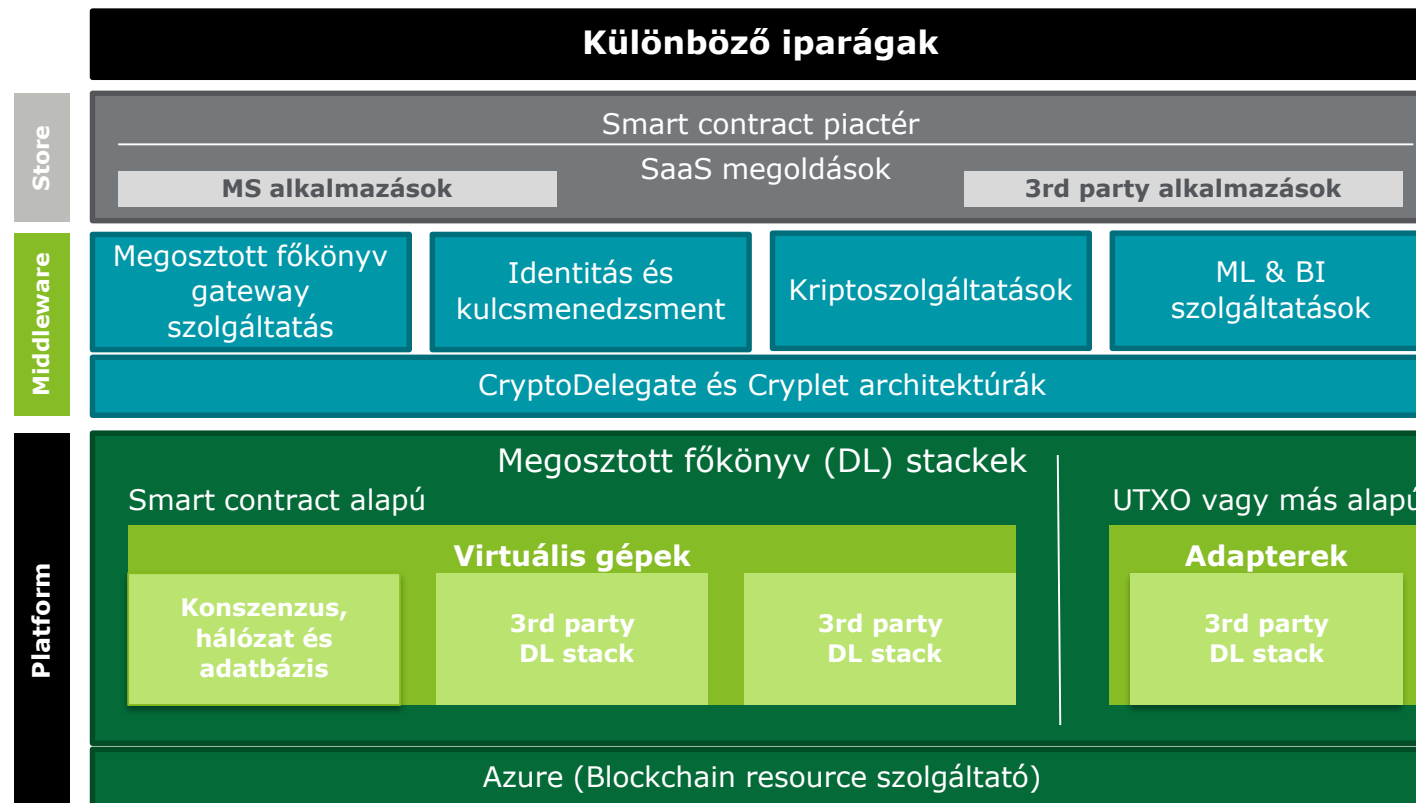 Különböző iparágak
Store
Smart contract piactér
SaaS megoldások
MS alkalmazások
3rd party alkalmazások
Middleware
Megosztott főkönyv
gateway
szolgáltatás
Identitás és
kulcsmenedzsment
Kriptoszolgáltatások
ML & BI
szolgáltatások
CryptoDelegate és Cryplet architektúrák
Platform
Megosztott főkönyv (DL) stackek
Smart contract alapú
UTXO vagy más alapú
Virtuális gépek
Adapterek
Konszenzus,
hálózat és
adatbázis
3rd party
DL stack
3rd party
DL stack
3rd party
DL stack
Azure (Blockchain resource szolgáltató)